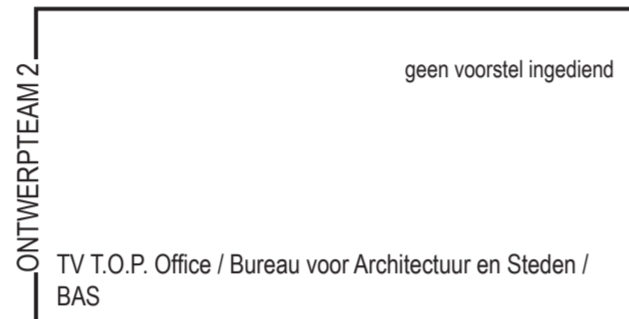 ONTWERPTEAM 2
geen voorstel ingediend
TV T.O.P. Office / Bureau voor Architectuur en Steden /
BAS